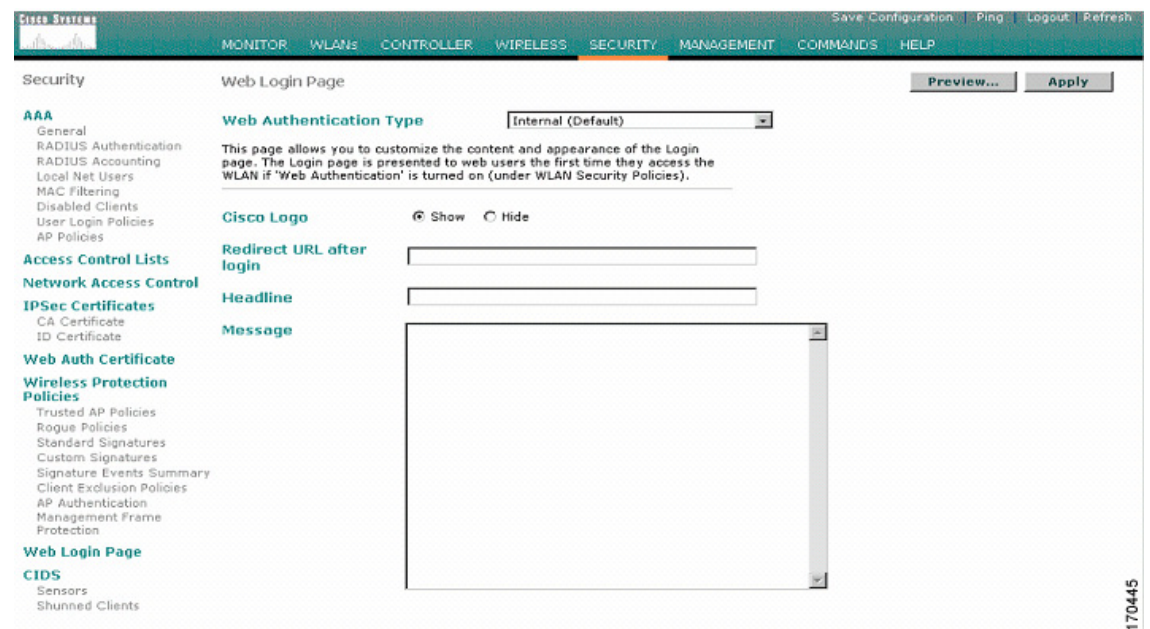 Cisco Systems
Save Configuration | Ping | Logout | Refresh
MONITOR WLANs CONTROLLER WIRELESS SECURITY MANAGEMENT COMMANDS HELP
Security
AAA
General
RADIUS Authentication
RADIUS Accounting
Local Net Users
MAC Filtering
Disabled Clients
User Login Policies
AP Policies
Access Control Lists
Network Access Control
IPSec Certificates
CA Certificate
ID Certificate
Web Auth Certificate
Wireless Protection
Policies
Trusted AP Policies
Rogue Policies
Standard Signatures
Custom Signatures
Signature Events Summary
Client Exclusion Policies
AP Authentication
Management Frame
Protection
Web Login Page
CIDS
Sensors
Shunned Clients
Web Login Page
Preview...
Apply
Web Authentication Type
Internal (Default)
This page allows you to customize the content and appearance of the Login
page. The Login page is presented to web users the first time they access the
WLAN if 'Web Authentication' is turned on (under WLAN Security Policies).
Cisco Logo
Show Hide
Redirect URL after
login
Headline
Message
170445